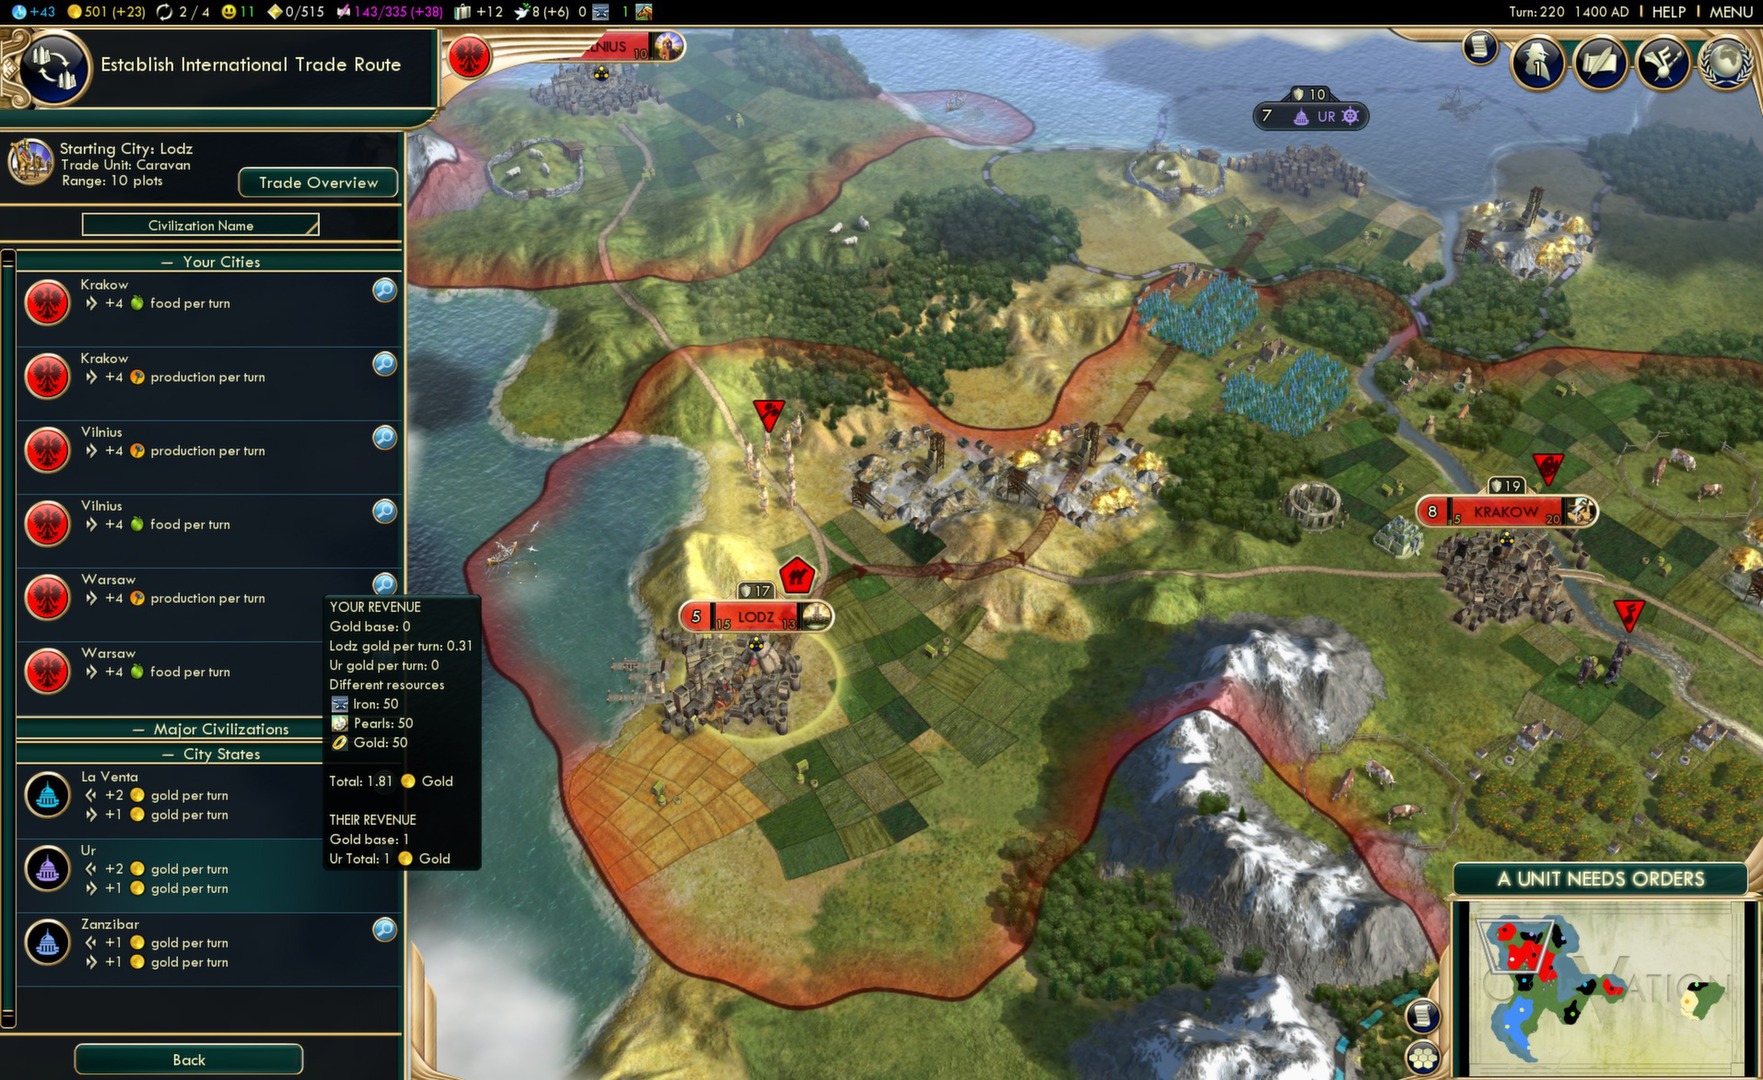 +43 501 (+23) 2 / 4 11 0/515 143/335 (+38) +12 8 (+6) 0 1
Turn: 220 1400 AD HELP MENU
Establish International Trade Route
Starting City: Lodz
Trade Unit: Caravan
Range: 10 plots
Trade Overview
Civilization Name
— Your Cities
Krakow
+4 food per turn
Krakow
+4 production per turn
Vilnius
+4 production per turn
Vilnius
+4 food per turn
Warsaw
+4 production per turn
Warsaw
+4 food per turn
— Major Civilizations
— City States
La Venta
+2 gold per turn
+1 gold per turn
Ur
+2 gold per turn
+1 gold per turn
Zanzibar
+1 gold per turn
+1 gold per turn
Back
YOUR REVENUE
Gold base: 0
Lodz gold per turn: 0.31
Ur gold per turn: 0
Different resources
Iron: 50
Pearls: 50
Gold: 50
Total: 1.81 Gold
THEIR REVENUE
Gold base: 1
Ur Total: 1 Gold
10
10
7 UR
1
19
8 5 KRAKOW 20
17
5 15 LODZ 13
A UNIT NEEDS ORDERS